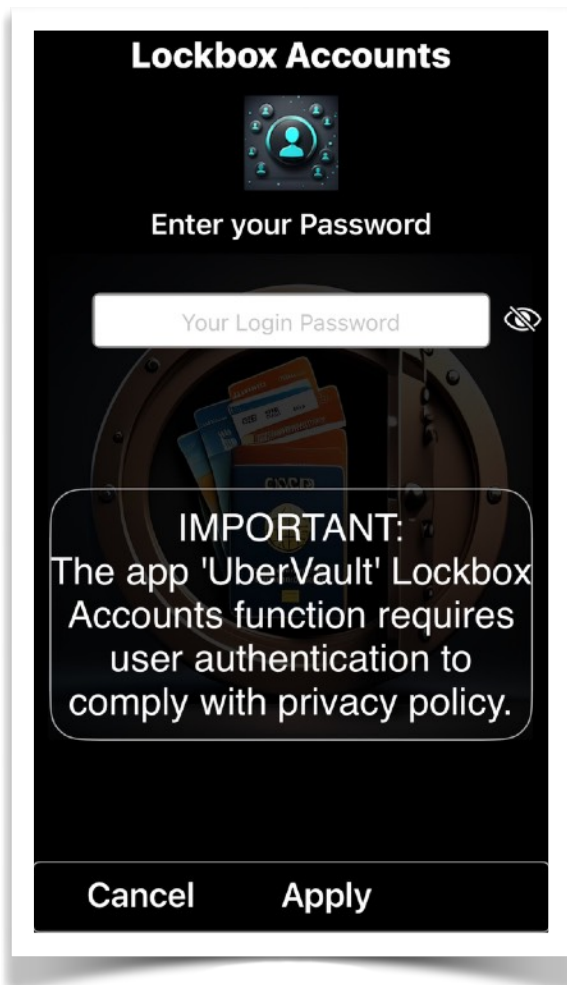 Lockbox Accounts
Enter your Password
Your Login Password
IMPORTANT:
The app 'UberVault' Lockbox
Accounts function requires
user authentication to
comply with privacy policy.
Cancel Apply